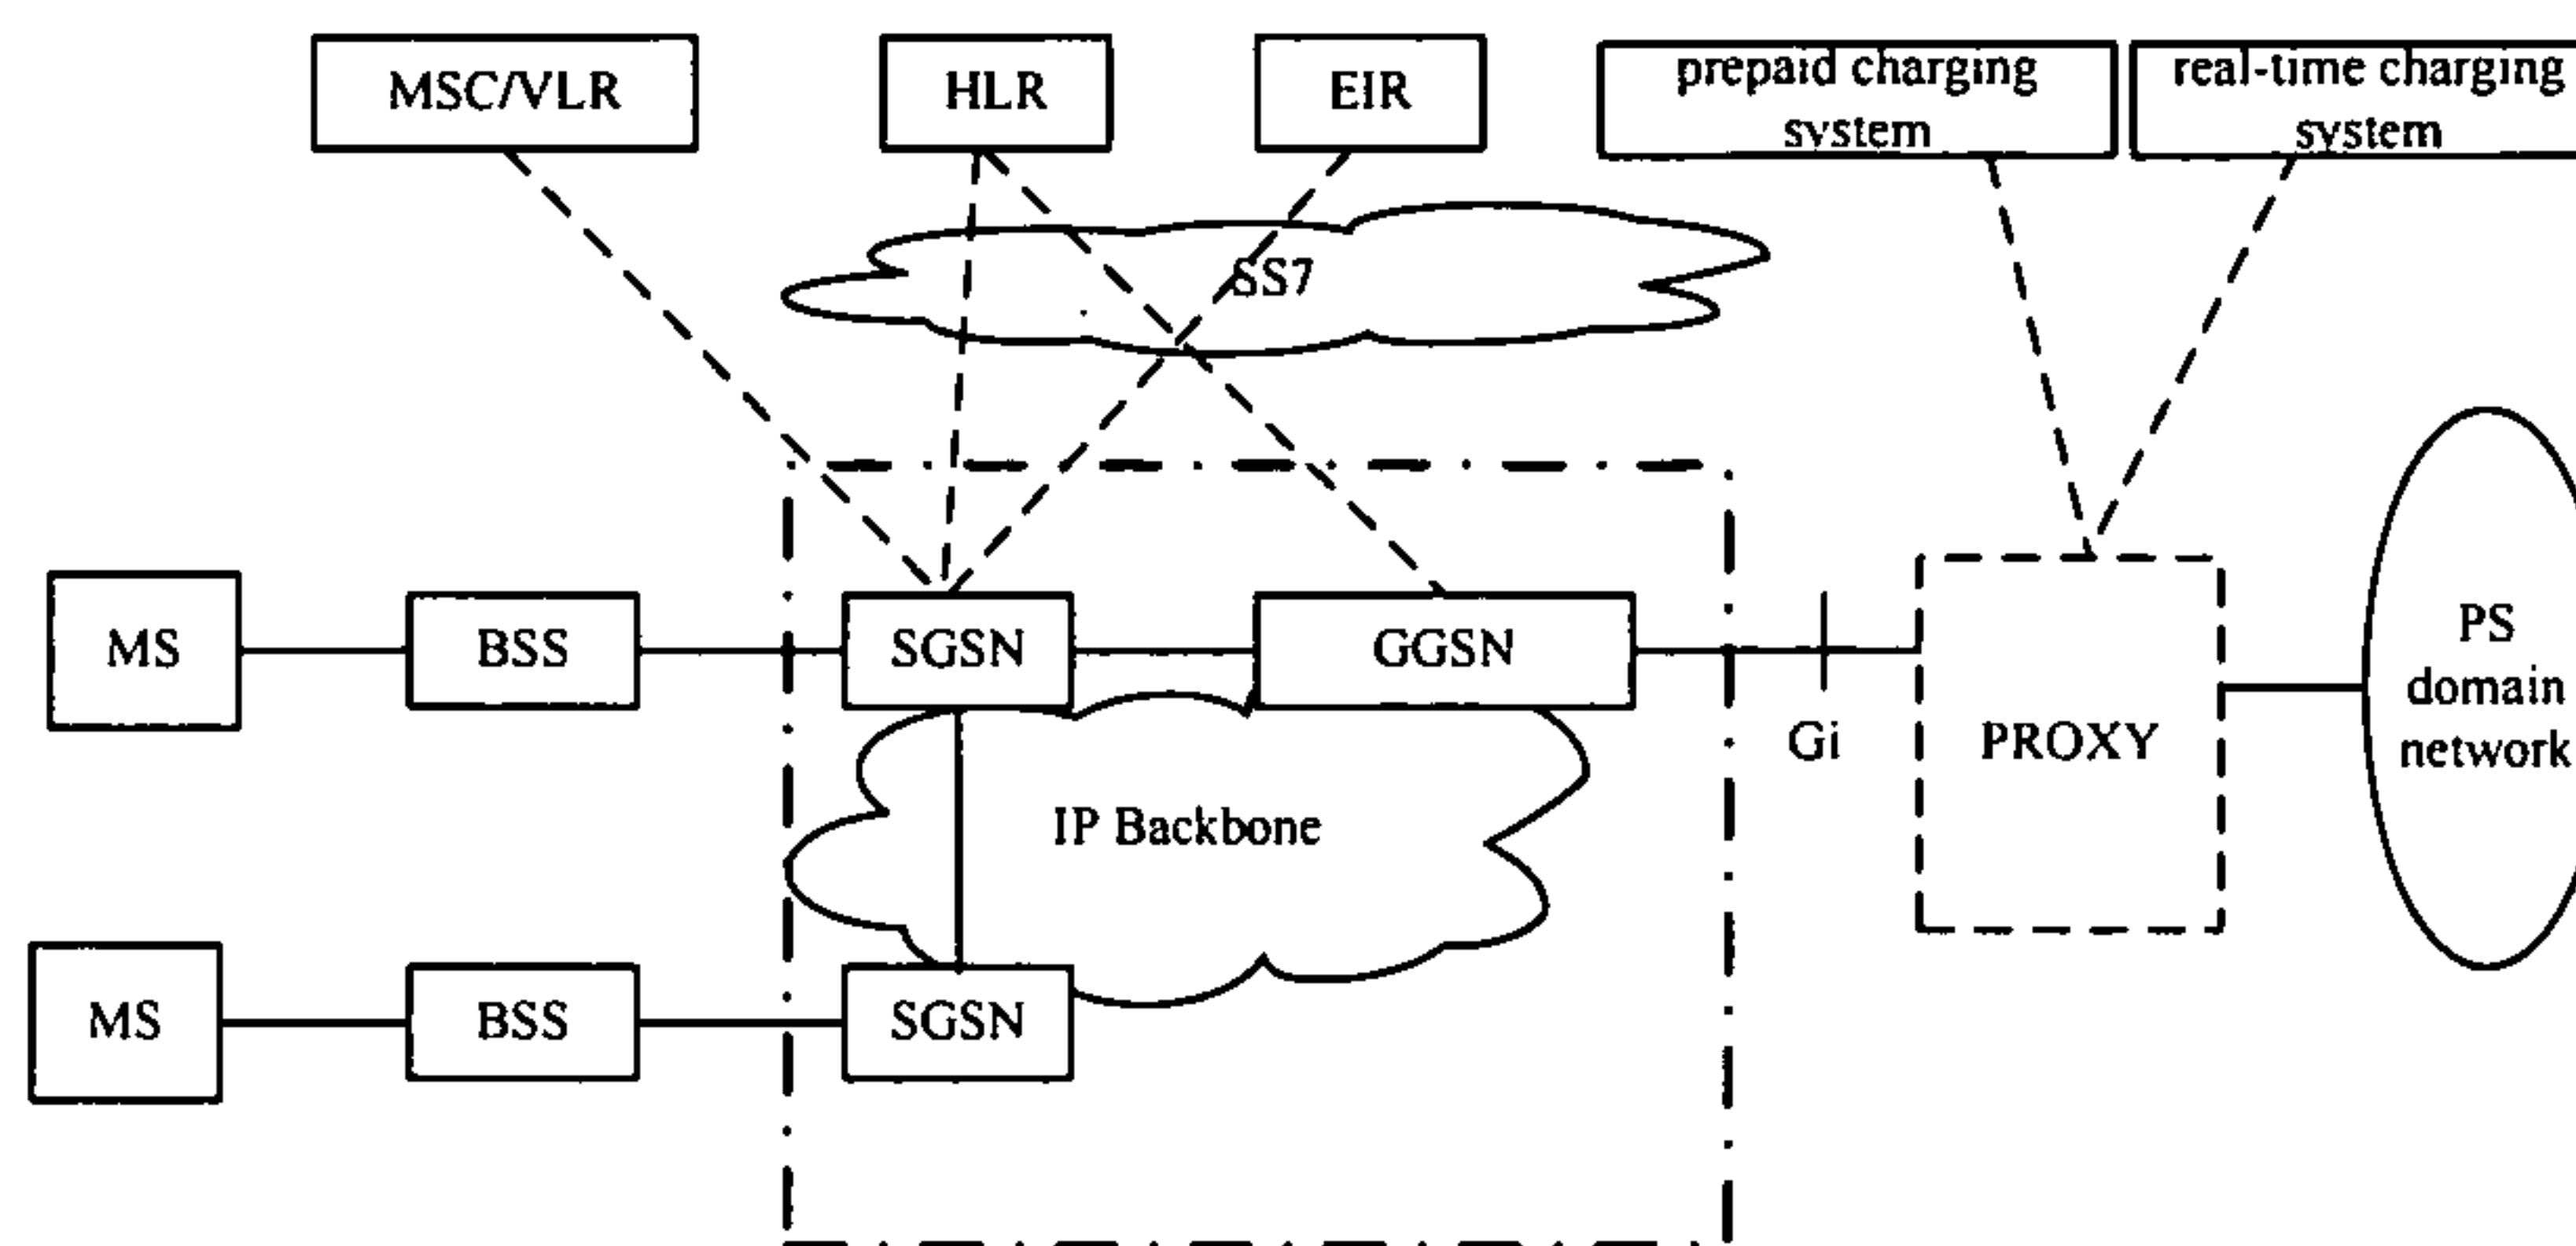 MSC/VLR
HLR
EIR
prepaid charging
system
real-time charging
system
SS7
MS
BSS
SGSN
GGSN
Gi
PROXY
PS
domain
network
IP Backbone
MS
BSS
SGSN